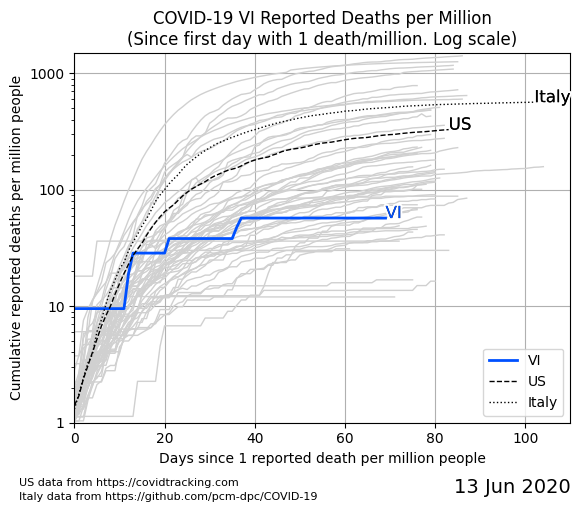 COVID-19 VI Reported Deaths per Million
(Since first day with 1 death/million. Log scale)
Cumulative reported deaths per million people
1000
100
10
1
Italy
US
VI
VI
US
Italy
0 20 40 60 80 100
Days since 1 reported death per million people
US data from https://covidtracking.com
Italy data from https://github.com/pcm-dpc/COVID-19
13 Jun 2020